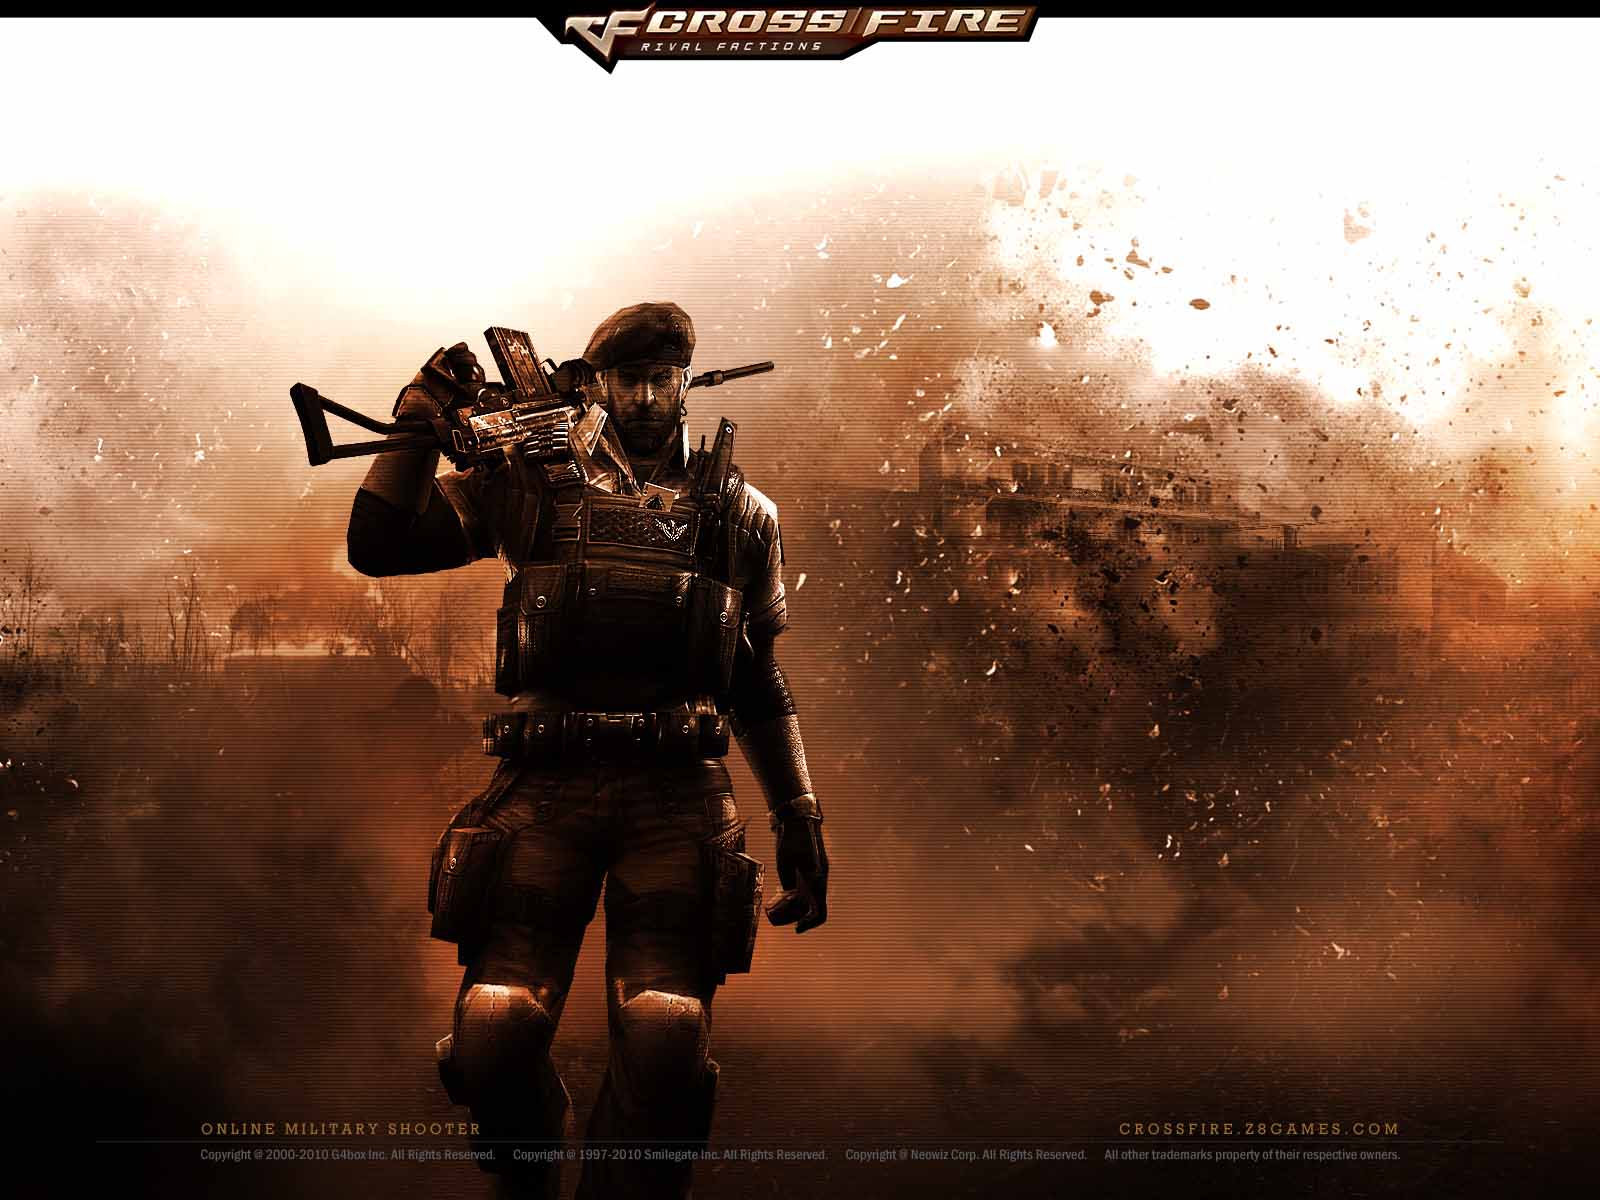 CF CROSS FIRE
RIVAL FACTIONS
ONLINE MILITARY SHOOTER
CROSSFIRE.Z8GAMES.COM
Copyright @ 2000-2010 G4box Inc. All Rights Reserved. Copyright @ 1997-2010 Smilegate Inc. All Rights Reserved. Copyright @ Neowiz Corp. All Rights Reserved. All other trademarks property of their respective owners.